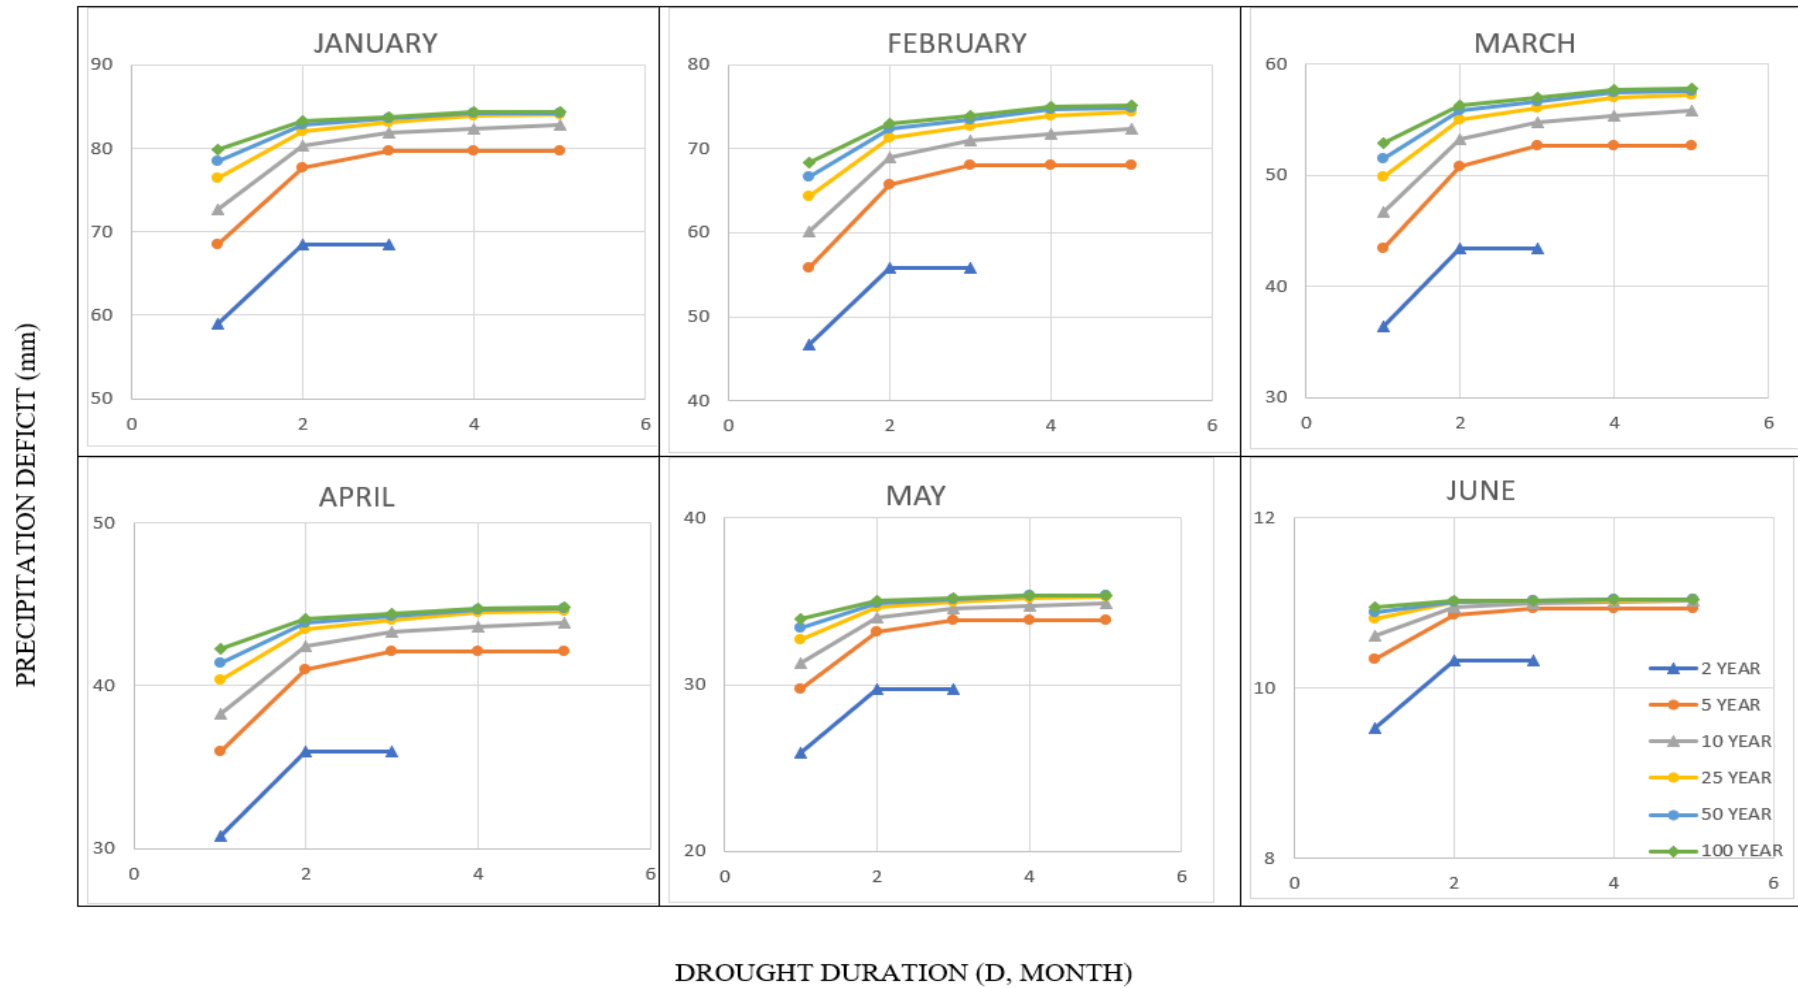 JANUARY
90
80
70
60
50
0 2 4 6
FEBRUARY
80
70
60
50
40
0 2 4 6
MARCH
60
50
40
30
0 2 4 6
PRECIPITATION DEFICIT (mm)
APRIL
50
40
30
0 2 4 6
MAY
40
30
20
0 2 4 6
JUNE
12
10
8
0 2 4 6
2 YEAR
5 YEAR
10 YEAR
25 YEAR
50 YEAR
100 YEAR
DROUGHT DURATION (D, MONTH)